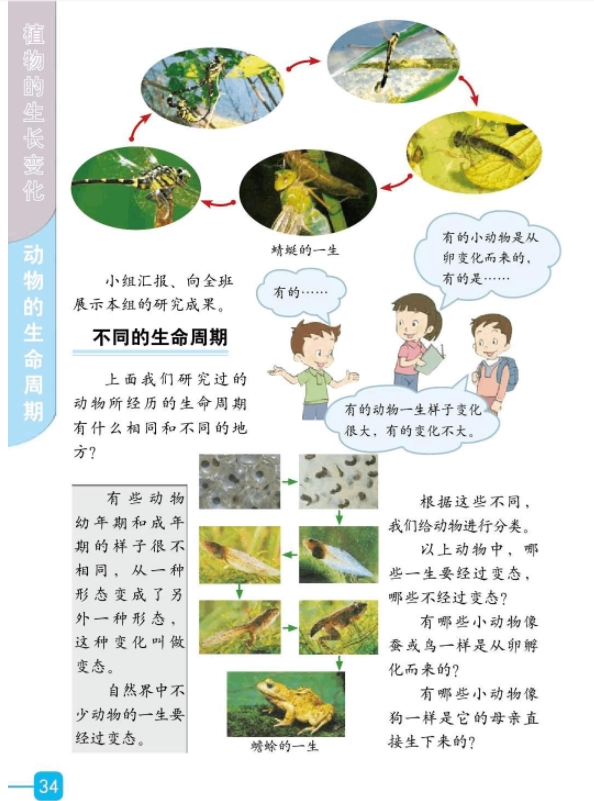 植物的生长变化
动物的生命周期
蜻蜓的一生
小组汇报、向全班
展示本组的研究成果。
有的……
有的小动物是从
卵变化而来的，
有的是……
不同的生命周期
上面我们研究过的
动物所经历的生命周期
有什么相同和不同的地
方？
有的动物一生样子变化
很大，有的变化不大。
有些动物
幼年期和成年
期的样子很不
相同，从一种
形态变成了另
外一种形态，
这种变化叫做
变态。
自然界中不
少动物的一生要
经过变态。
蟾蜍的一生
根据这些不同，
我们给动物进行分类。
以上动物中，哪
些一生要经过变态，
哪些不经过变态？
有哪些小动物像
蚕或鸟一样是从卵孵
化而来的？
有哪些小动物像
狗一样是它的母亲直
接生下来的？
34